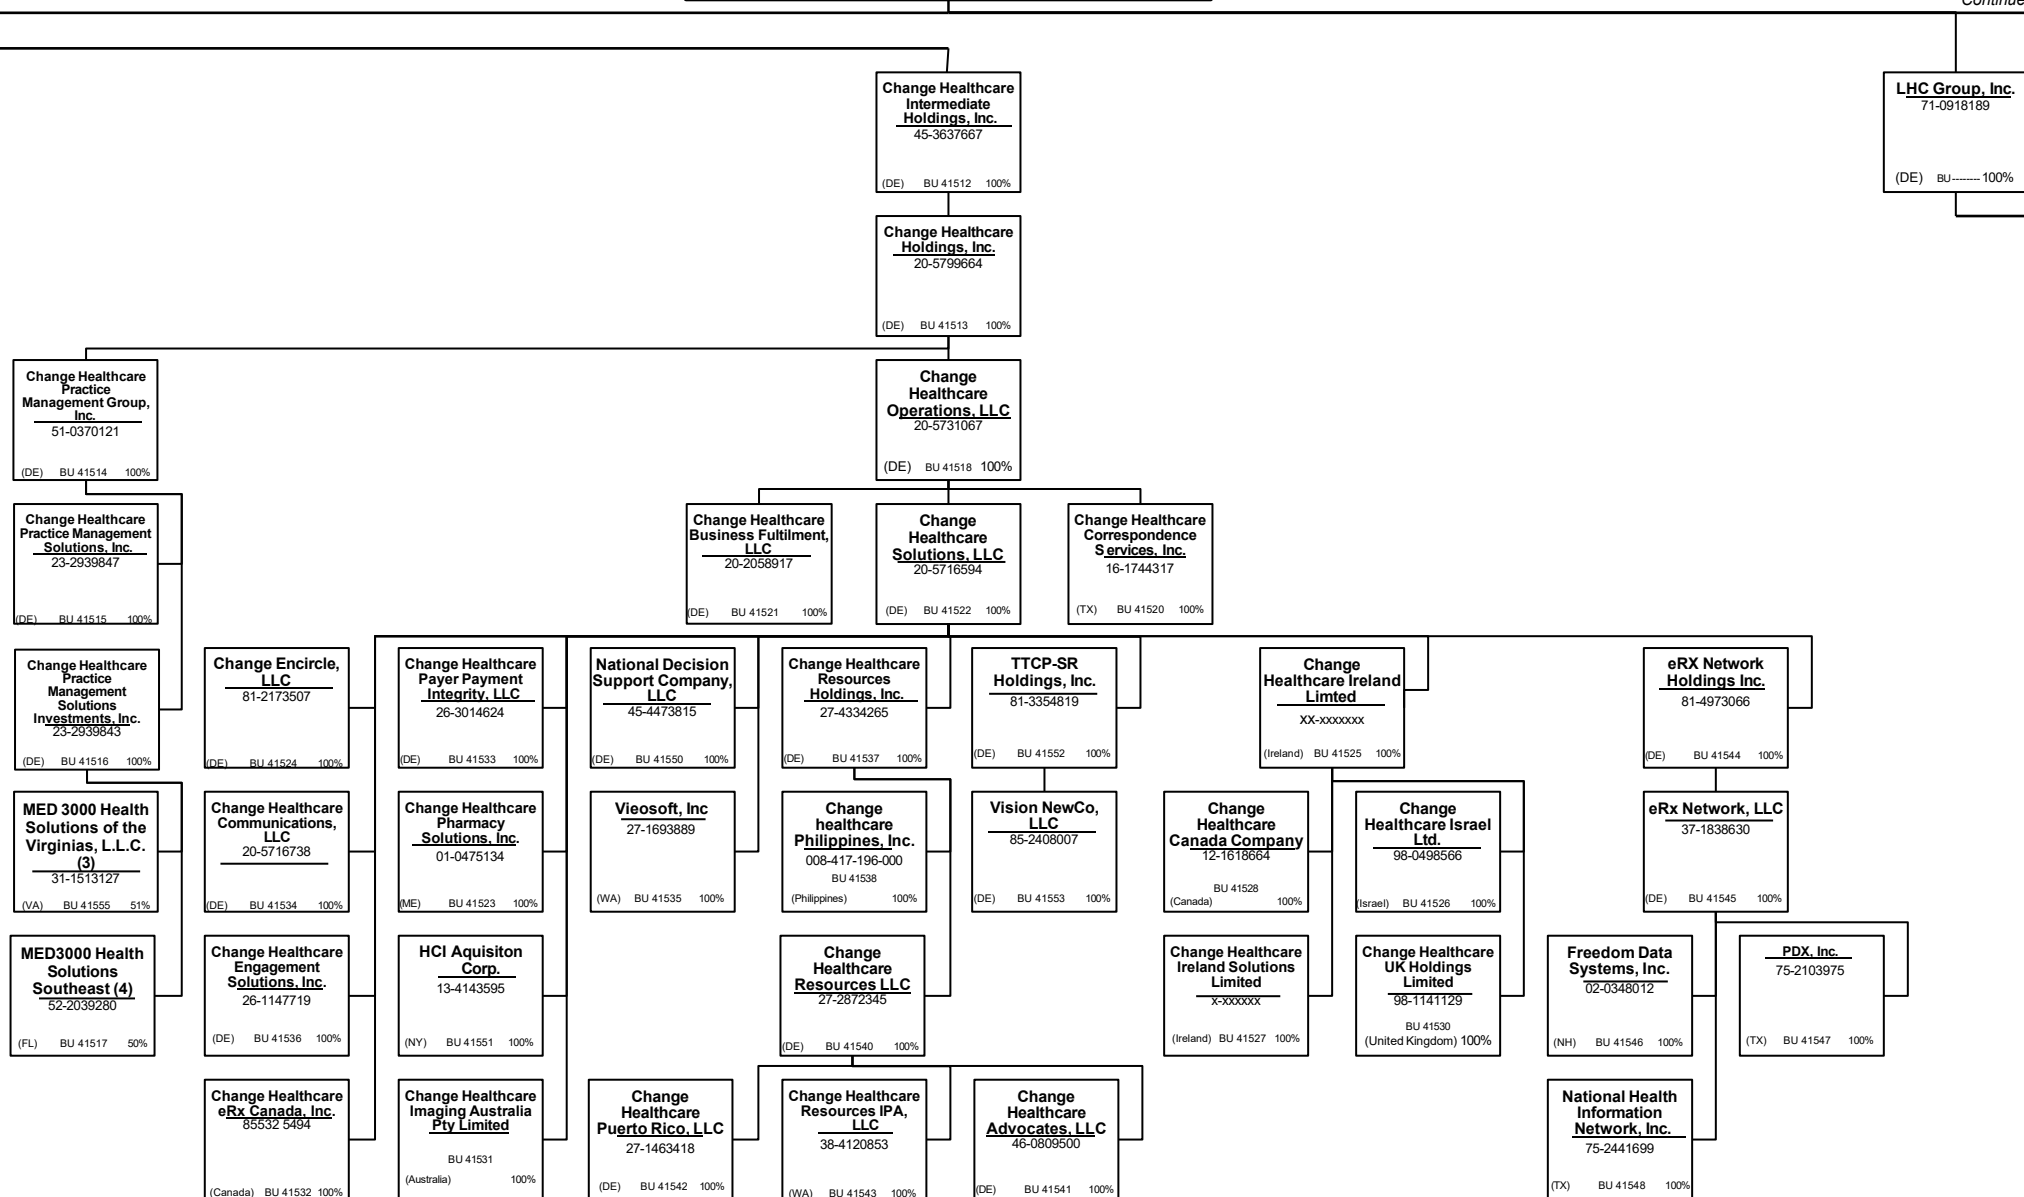 Continue
Change Healthcare
Intermediate
Holdings, Inc.
45-3637667
(DE) BU 41512 100%
LHC Group, Inc.
71-0918189
(DE) BU-------- 100%
Change Healthcare
Holdings, Inc.
20-5799664
(DE) BU 41513 100%
Change Healthcare
Practice
Management Group,
Inc.
51-0370121
(DE) BU 41514 100%
Change
Healthcare
Operations, LLC
20-5731067
(DE) BU 41518 100%
Change Healthcare
Practice Management
Solutions, Inc.
23-2939847
(DE) BU 41515 100%
Change Healthcare
Business Fultilment,
LLC
20-2058917
(DE) BU 41521 100%
Change
Healthcare
Solutions, LLC
20-5716594
(DE) BU 41522 100%
Change Healthcare
Correspondence
Services, Inc.
16-1744317
(TX) BU 41520 100%
Change Healthcare
Practice
Management
Solutions
Investments, Inc.
23-2939843
(DE) BU 41516 100%
Change Encircle,
LLC
81-2173507
(DE) BU 41524 100%
Change Healthcare
Payer Payment
Integrity, LLC
26-3014624
(DE) BU 41533 100%
National Decision
Support Company,
LLC
45-4473815
(DE) BU 41550 100%
Change Healthcare
Resources
Holdings, Inc.
27-4334265
(DE) BU 41537 100%
TTCP-SR
Holdings, Inc.
81-3354819
(DE) BU 41552 100%
Change
Healthcare Ireland
Limted
XX-xxxxxxx
(Ireland) BU 41525 100%
eRX Network
Holdings Inc.
81-4973066
(DE) BU 41544 100%
MED 3000 Health
Solutions of the
Virginias, L.L.C.
(3)
31-1513127
(VA) BU 41555 51%
Change Healthcare
Communications,
LLC
20-5716738
(DE) BU 41534 100%
Change Healthcare
Pharmacy
Solutions, Inc.
01-0475134
(ME) BU 41523 100%
Vieosoft, Inc
27-1693889
(WA) BU 41535 100%
Change
healthcare
Philippines, Inc.
008-417-196-000
BU 41538
(Philippines) 100%
Vision NewCo,
LLC
85-2408007
(DE) BU 41553 100%
Change
Healthcare
Canada Company
12-1618664
BU 41528
(Canada) 100%
Change
Healthcare Israel
Ltd.
98-0498566
(Israel) BU 41526 100%
eRx Network, LLC
37-1838630
(DE) BU 41545 100%
MED3000 Health
Solutions
Southeast (4)
52-2039280
(FL) BU 41517 50%
Change Healthcare
Engagement
Solutions, Inc.
26-1147719
(DE) BU 41536 100%
HCI Aquisiton
Corp.
13-4143595
(NY) BU 41551 100%
Change
Healthcare
Resources LLC
27-2872345
(DE) BU 41540 100%
Change Healthcare
Ireland Solutions
Limited
x-xxxxxx
(Ireland) BU 41527 100%
Change Healthcare
UK Holdings
Limited
98-1141129
BU 41530
(United Kingdom) 100%
Freedom Data
Systems, Inc.
02-0348012
(NH) BU 41546 100%
PDX, Inc.
75-2103975
(TX) BU 41547 100%
Change Healthcare
eRx Canada, Inc.
85532 5494
(Canada) BU 41532 100%
Change Healthcare
Imaging Australia
Pty Limited
BU 41531
(Australia) 100%
Change
Healthcare
Puerto Rico, LLC
27-1463418
(DE) BU 41542 100%
Change Healthcare
Resources IPA,
LLC
38-4120853
(WA) BU 41543 100%
Change
Healthcare
Advocates, LLC
46-0809500
(DE) BU 41541 100%
National Health
Information
Network, Inc.
75-2441699
(TX) BU 41548 100%